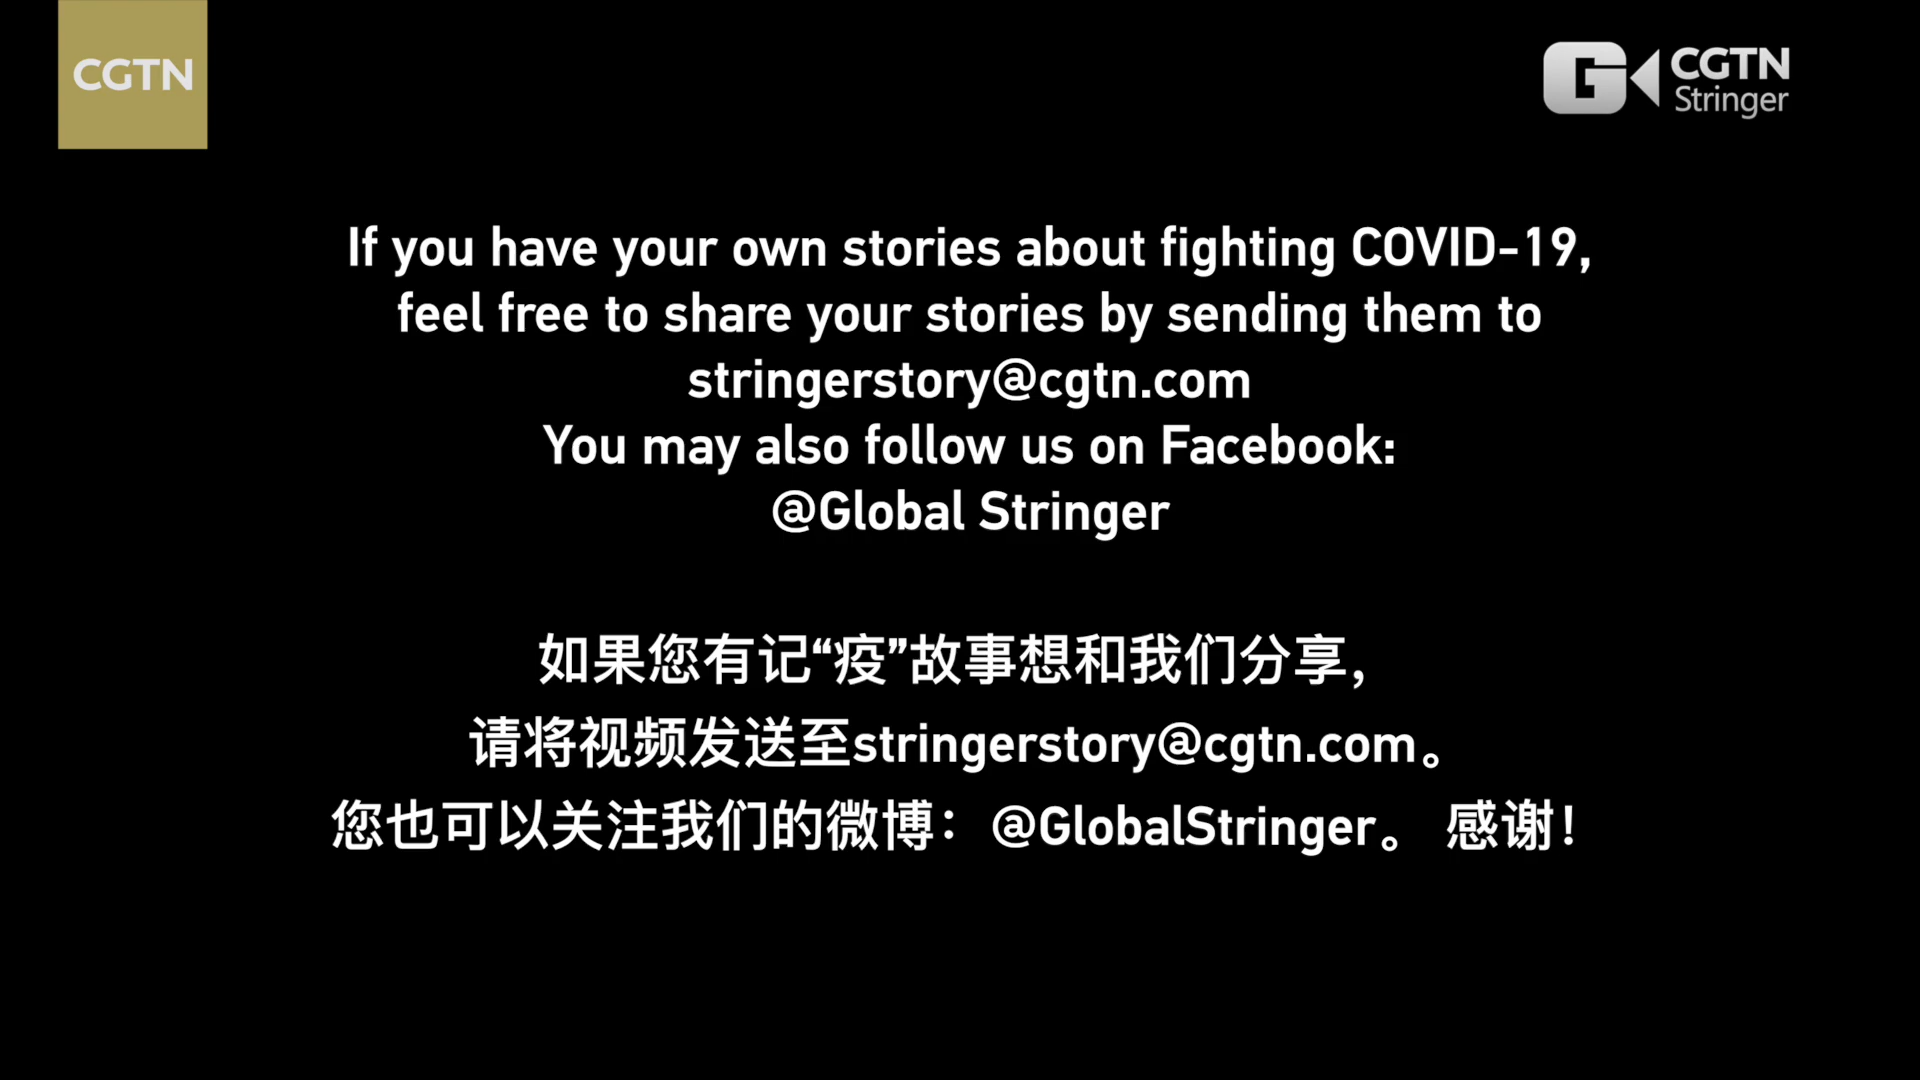 CGTN
G CGTN
Stringer
If you have your own stories about fighting COVID-19,
feel free to share your stories by sending them to
stringerstory@cgtn.com
You may also follow us on Facebook:
@Global Stringer
如果您有记“疫”故事想和我们分享，
请将视频发送至stringerstory@cgtn.com。
您也可以关注我们的微博：@GlobalStringer。 感谢！